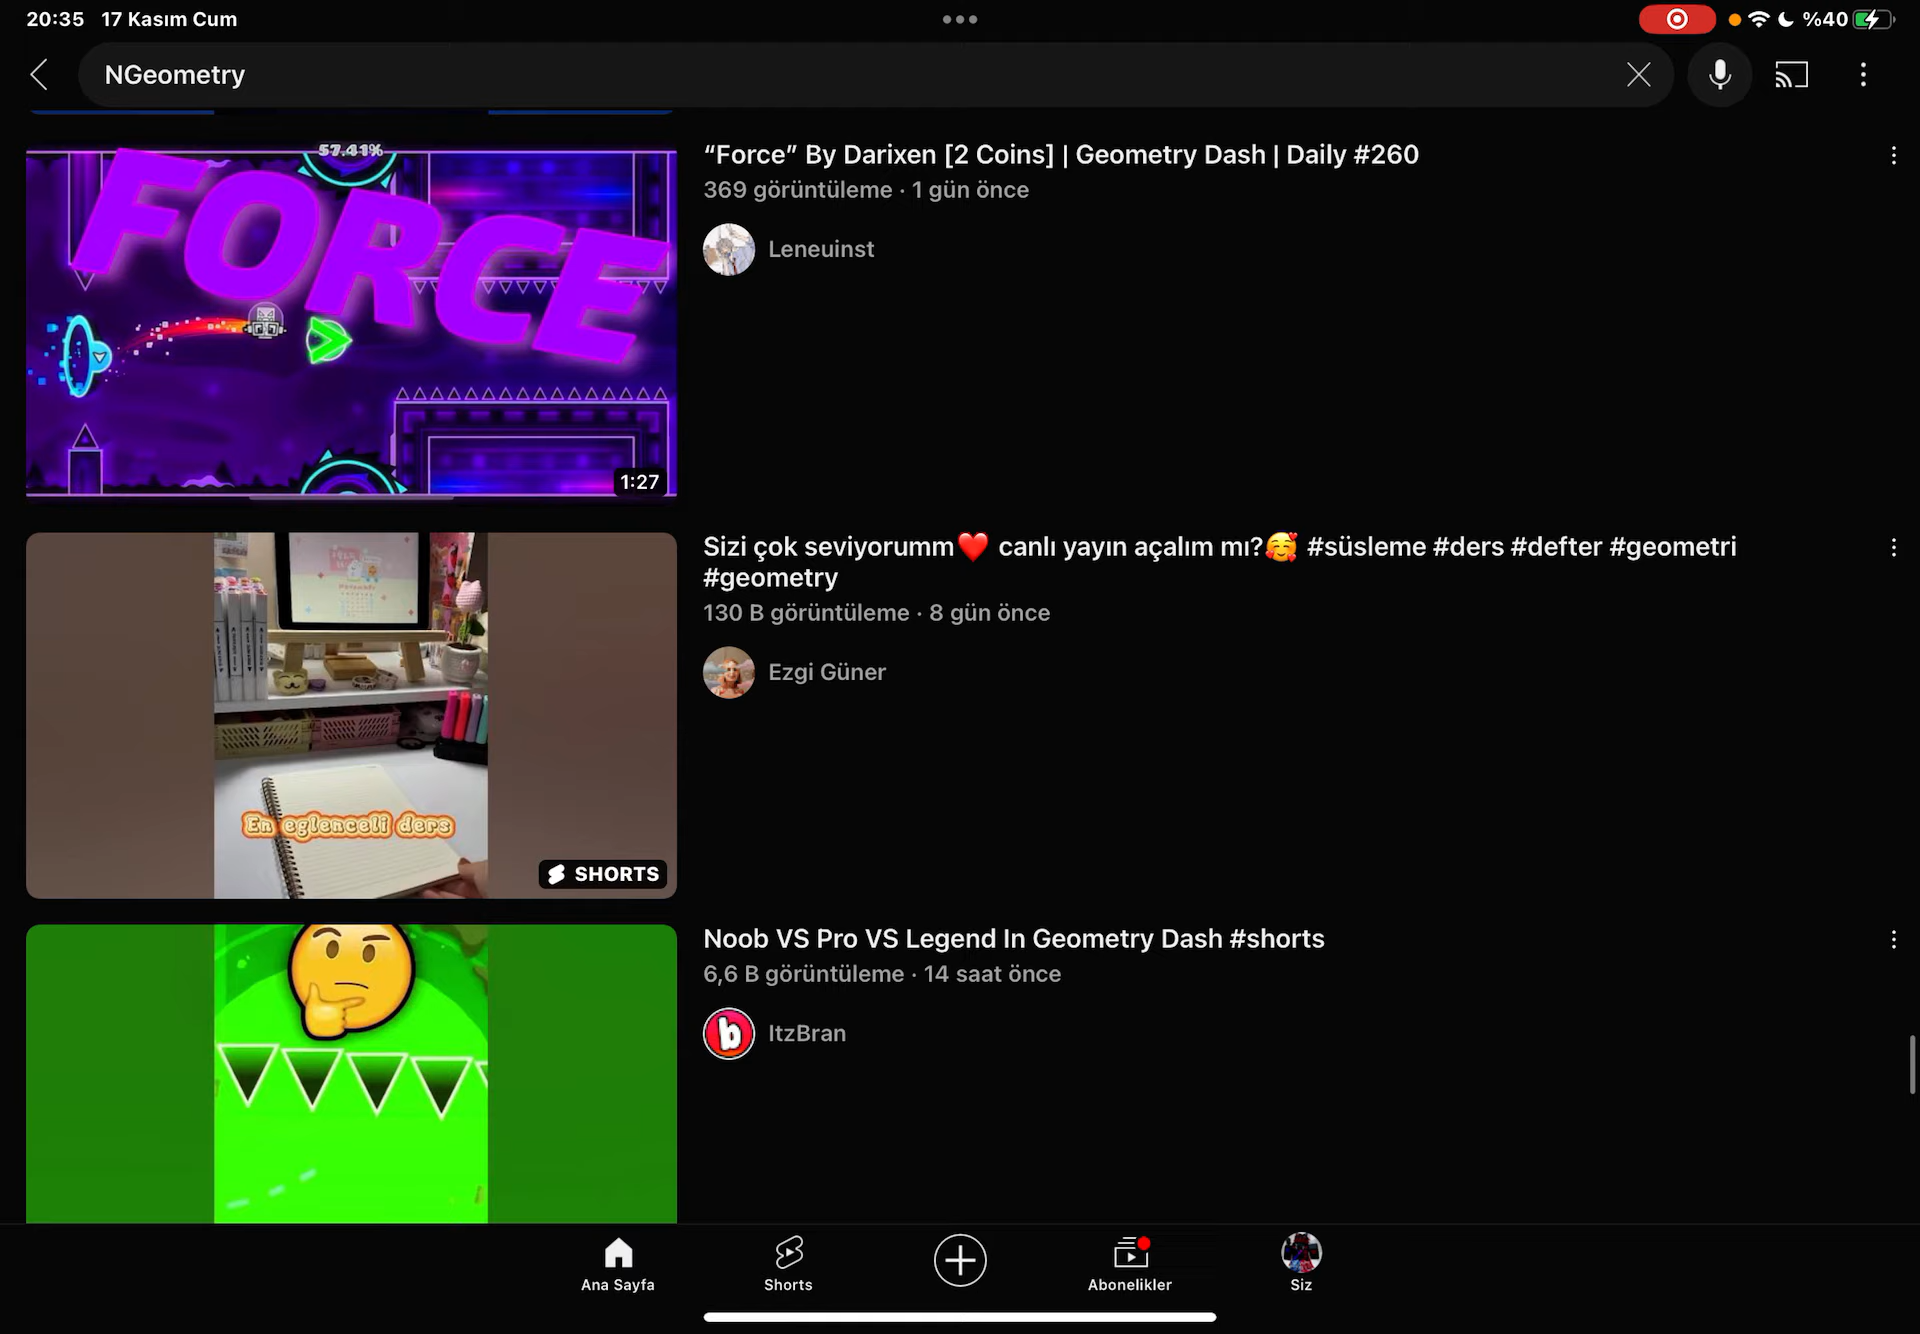 20:35 17 Kasım Cum
%40
NGeometry
57.41%
FORCE
1:27
“Force” By Darixen [2 Coins] | Geometry Dash | Daily #260
369 görüntüleme · 1 gün önce
Leneuinst
En eglenceli ders
SHORTS
Sizi çok seviyorumm❤️ canlı yayın açalım mı?🥰 #süsleme #ders #defter #geometri
#geometry
130 B görüntüleme · 8 gün önce
Ezgi Güner
Noob VS Pro VS Legend In Geometry Dash #shorts
6,6 B görüntüleme · 14 saat önce
b
ItzBran
Ana Sayfa
Shorts
Abonelikler
Siz